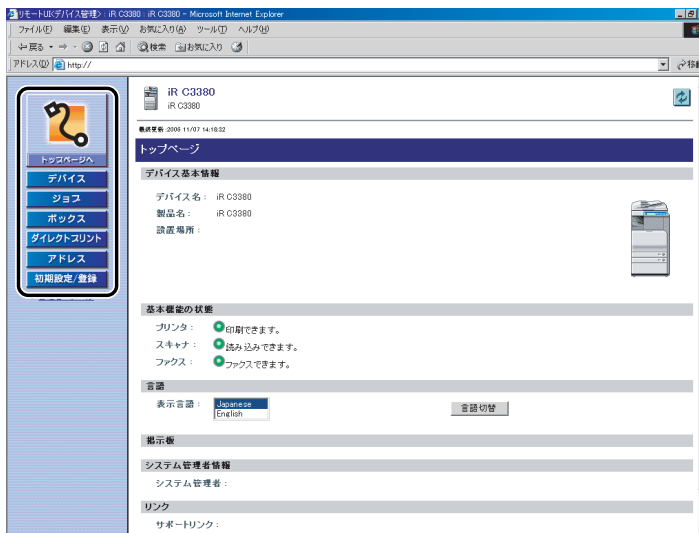 リモートUI<デバイス管理> : iR C3380 : iR C3380 - Microsoft Internet Explorer
ファイル(F) 編集(E) 表示(V) お気に入り(A) ツール(T) ヘルプ(H)
戻る 検索 お気に入り
アドレス(D) http:// 移動
iR C3380
iR C3380
最終更新 :2006 11/07 14:18:32
トップページへ
デバイス
ジョブ
ボックス
ダイレクトプリント
アドレス
初期設定/登録
トップページ
デバイス基本情報
デバイス名 : iR C3380
製品名 : iR C3380
設置場所 :
基本機能の状態
プリンタ : 印刷できます。
スキャナ : 読み込みできます。
ファクス : ファクスできます。
言語
表示言語 : Japanese
English
言語切替
掲示板
システム管理者情報
システム管理者 :
リンク
サポートリンク :